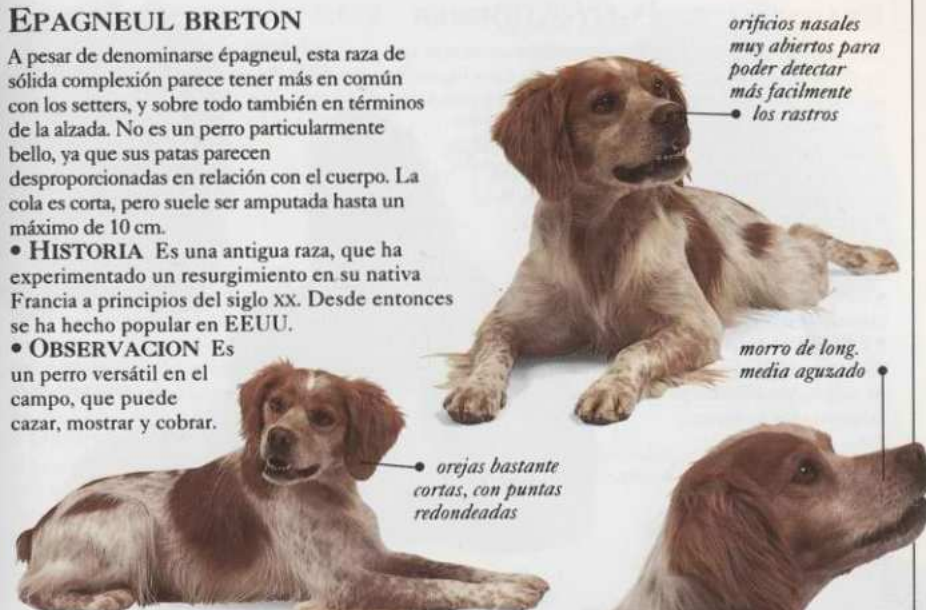 EPAGNEUL BRETON
A pesar de denominarse épagneul, esta raza de
sólida complexión parece tener más en común
con los setters, y sobre todo también en términos
de la alzada. No es un perro particularmente
bello, ya que sus patas parecen
desproporcionadas en relación con el cuerpo. La
cola es corta, pero suele ser amputada hasta un
máximo de 10 cm.
• HISTORIA Es una antigua raza, que ha
experimentado un resurgimiento en su nativa
Francia a principios del siglo XX. Desde entonces
se ha hecho popular en EEUU.
• OBSERVACION Es
un perro versátil en el
campo, que puede
cazar, mostrar y cobrar.
orificios nasales
muy abiertos para
poder detectar
más facilmente
los rastros
morro de long.
media aguzado
orejas bastante
cortas, con puntas
redondeadas